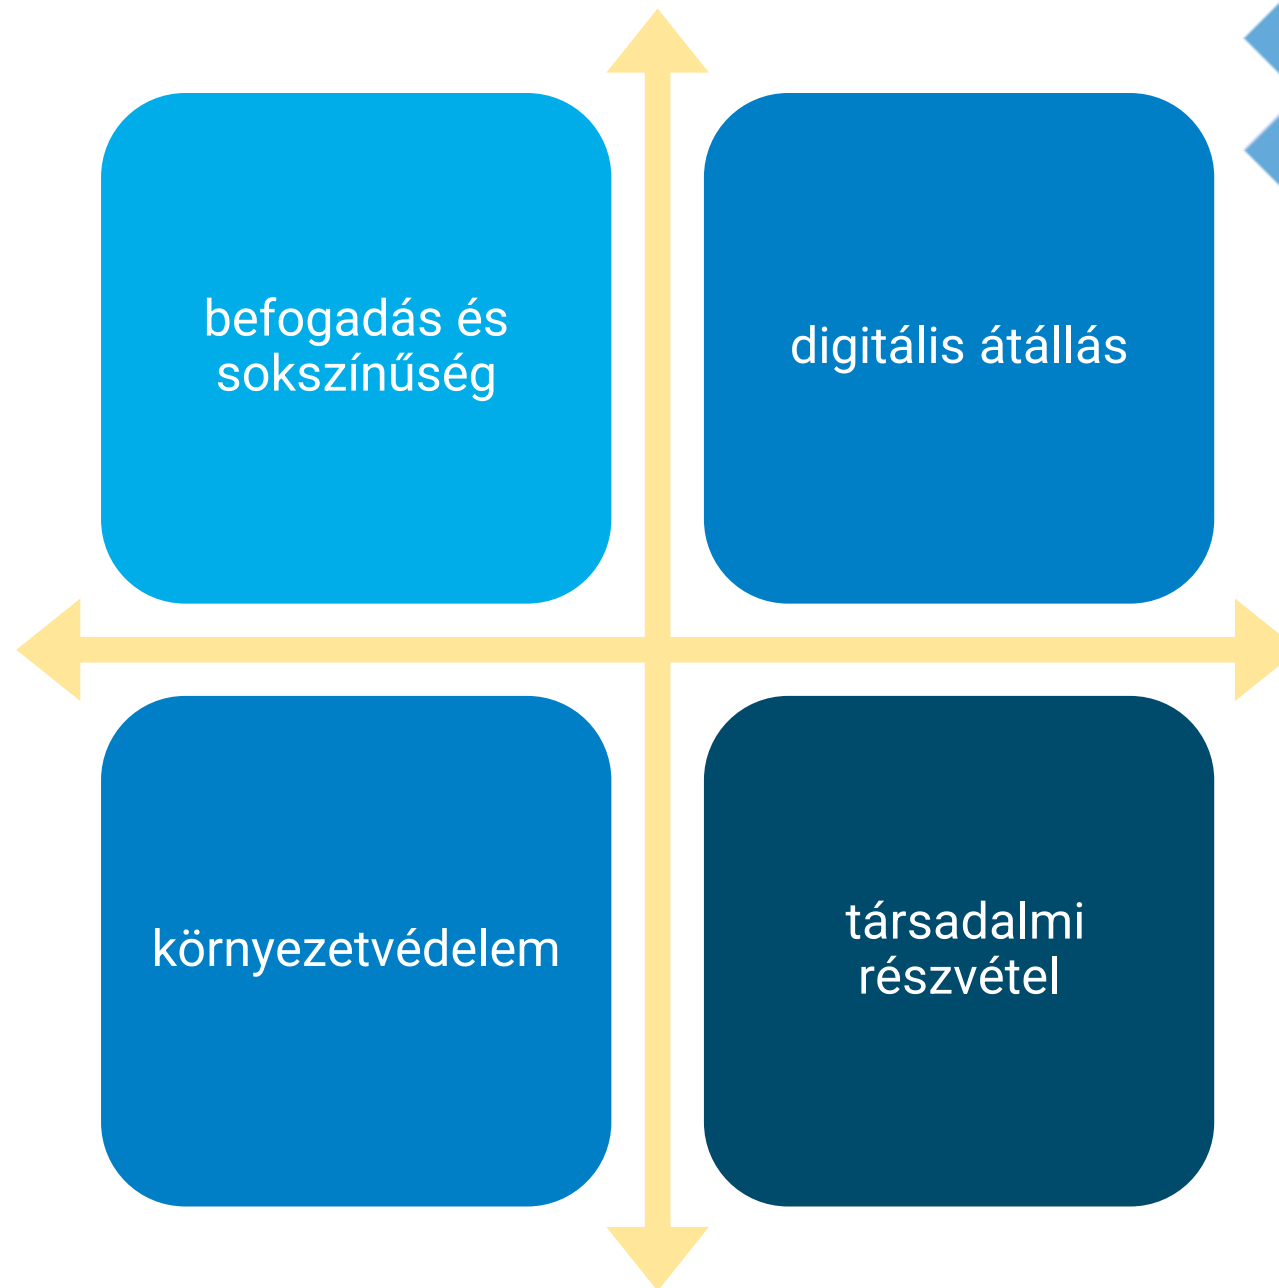 befogadás és
sokszínűség
digitális átállás
környezetvédelem
társadalmi
részvétel